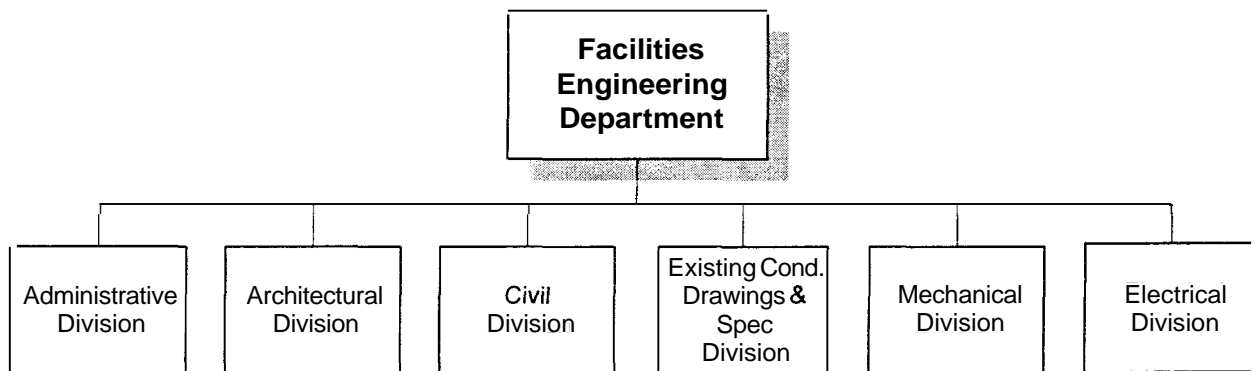 Facilities
Engineering
Department
Administrative
Division
Architectural
Division
Civil
Division
Existing Cond.
Drawings &
Spec
Division
Mechanical
Division
Electrical
Division